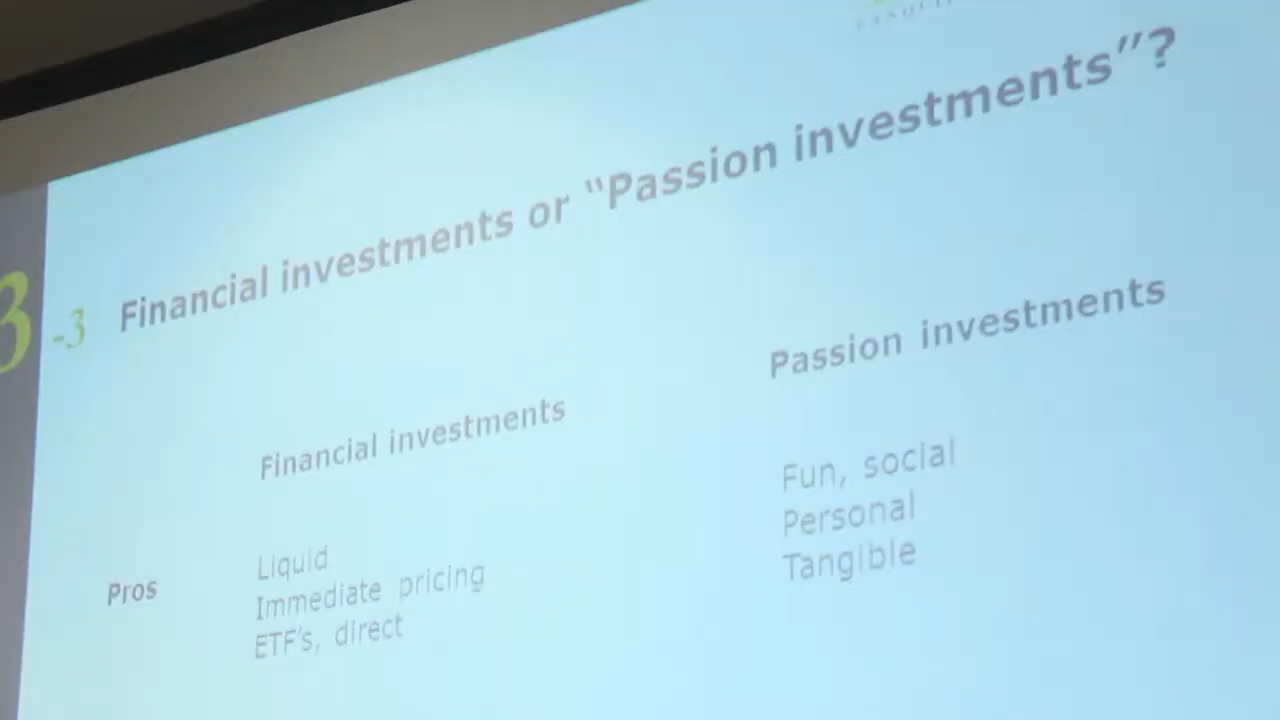 3 -3 Financial investments or “Passion investments”?
Financial investments
Passion investments
Pros
Liquid
Immediate pricing
ETF’s, direct
Fun, social
Personal
Tangible